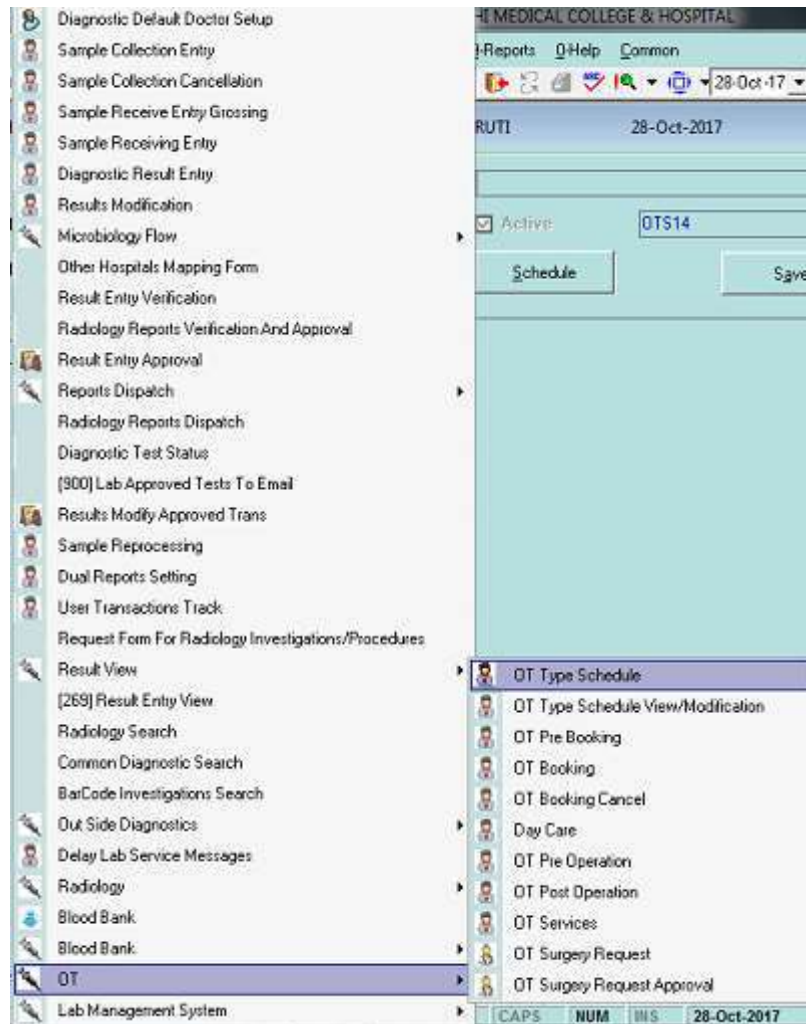 Diagnostic Default Doctor Setup
Sample Collection Entry
Sample Collection Cancellation
Sample Receive Entry Grossing
Sample Receiving Entry
Diagnostic Result Entry
Results Modification
Microbiology Flow
Other Hospitals Mapping Form
Result Entry Verification
Radiology Reports Verification And Approval
Result Entry Approval
Reports Dispatch
Radiology Reports Dispatch
Diagnostic Test Status
[900] Lab Approved Tests To Email
Results Modify Approved Trans
Sample Reprocessing
Dual Reports Setting
User Transactions Track
Request Form For Radiology Investigations/Procedures
Result View
[269] Result Entry View
Radiology Search
Common Diagnostic Search
BarCode Investigations Search
Out Side Diagnostics
Delay Lab Service Messages
Radiology
Blood Bank
Blood Bank
OT
Lab Management System
HI MEDICAL COLLEGE & HOSPITAL
-Reports 0-Help Common
28-Oct-17
RUTI 28-Oct-2017
Active OTS14
Schedule Save
OT Type Schedule
OT Type Schedule View/Modification
OT Pre Booking
OT Booking
OT Booking Cancel
Day Care
OT Pre Operation
OT Post Operation
OT Services
OT Surgery Request
OT Surgery Request Approval
CAPS NUM INS 28-Oct-2017